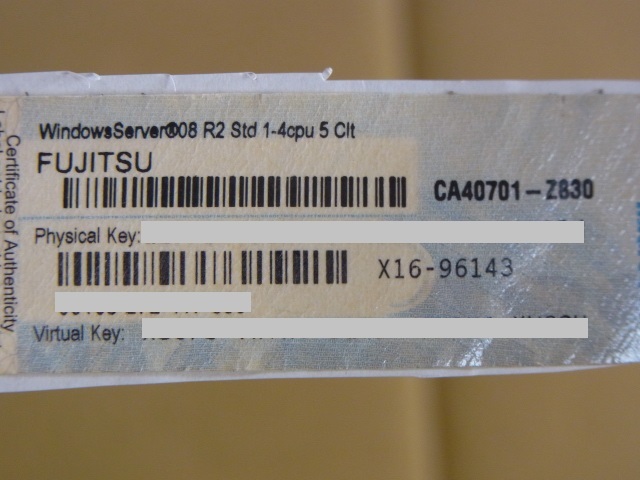 WindowsServer®08 R2 Std 1-4cpu 5 Clt
FUJITSU
CA40701-Z830
Physical Key:
X16-96143
Virtual Key:
Certificate of Authenticity